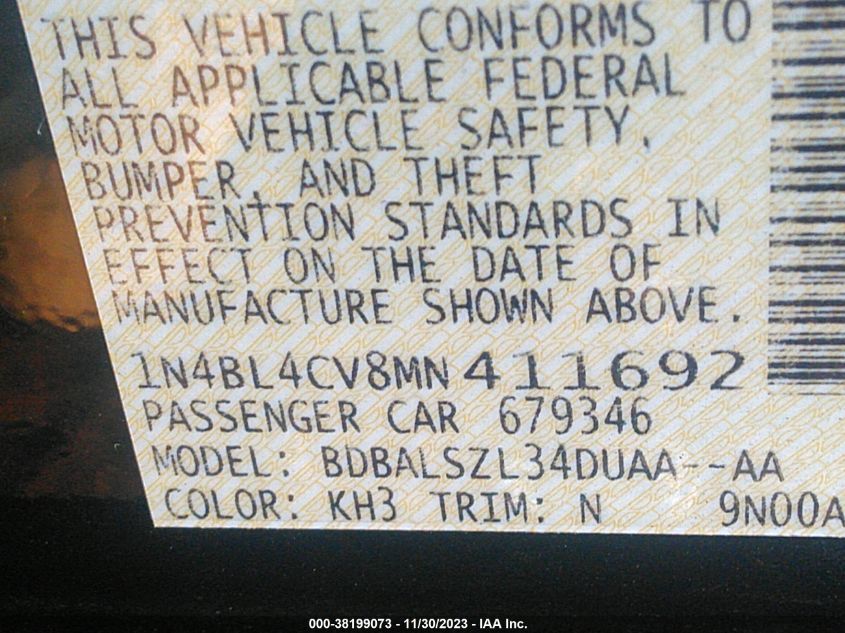 THIS VEHICLE CONFORMS TO
ALL APPLICABLE FEDERAL
MOTOR VEHICLE SAFETY,
BUMPER, AND THEFT
PREVENTION STANDARDS IN
EFFECT ON THE DATE OF
MANUFACTURE SHOWN ABOVE.
1N4BL4CV8MN411692
PASSENGER CAR 679346
MODEL: BDBALSZL34DUAA--AA
COLOR: KH3 TRIM: N 9N00A
000-38199073 - 11/30/2023 - IAA Inc.